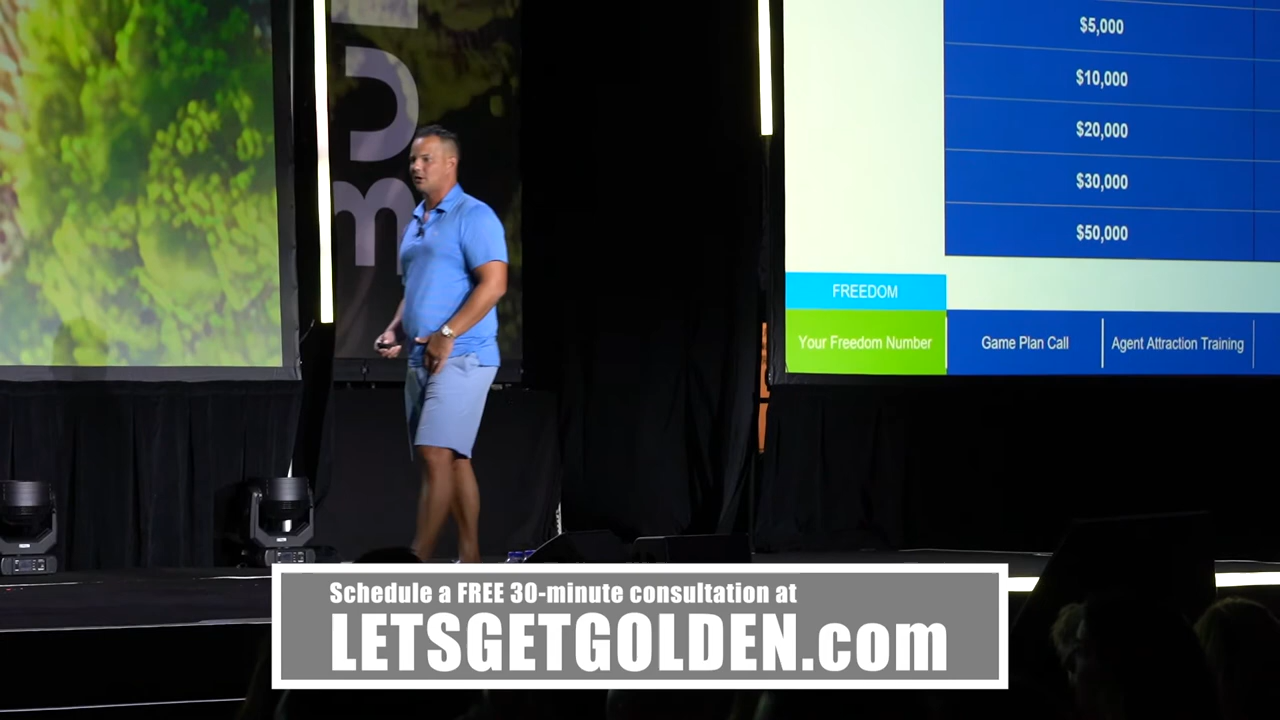 $5,000
$10,000
$20,000
$30,000
$50,000
FREEDOM
Your Freedom Number
Game Plan Call
Agent Attraction Training
Schedule a FREE 30-minute consultation at
LETSGETGOLDEN.com